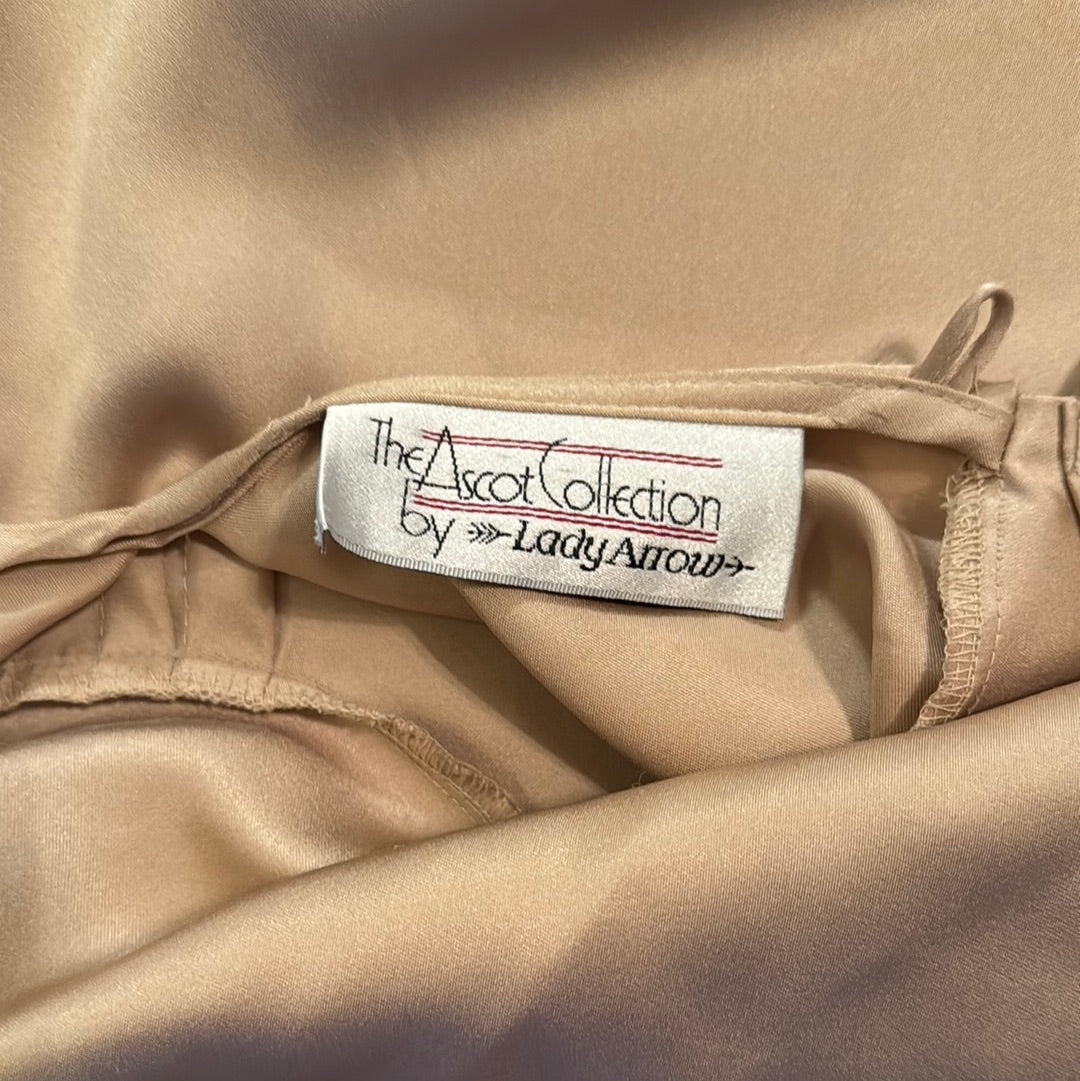 The Ascot Collection
by Lady Arrow